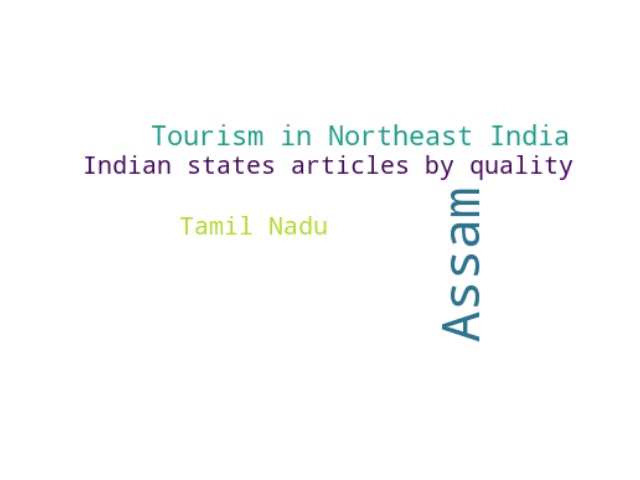 Tourism in Northeast India
Indian states articles by quality
Tamil Nadu
Assam